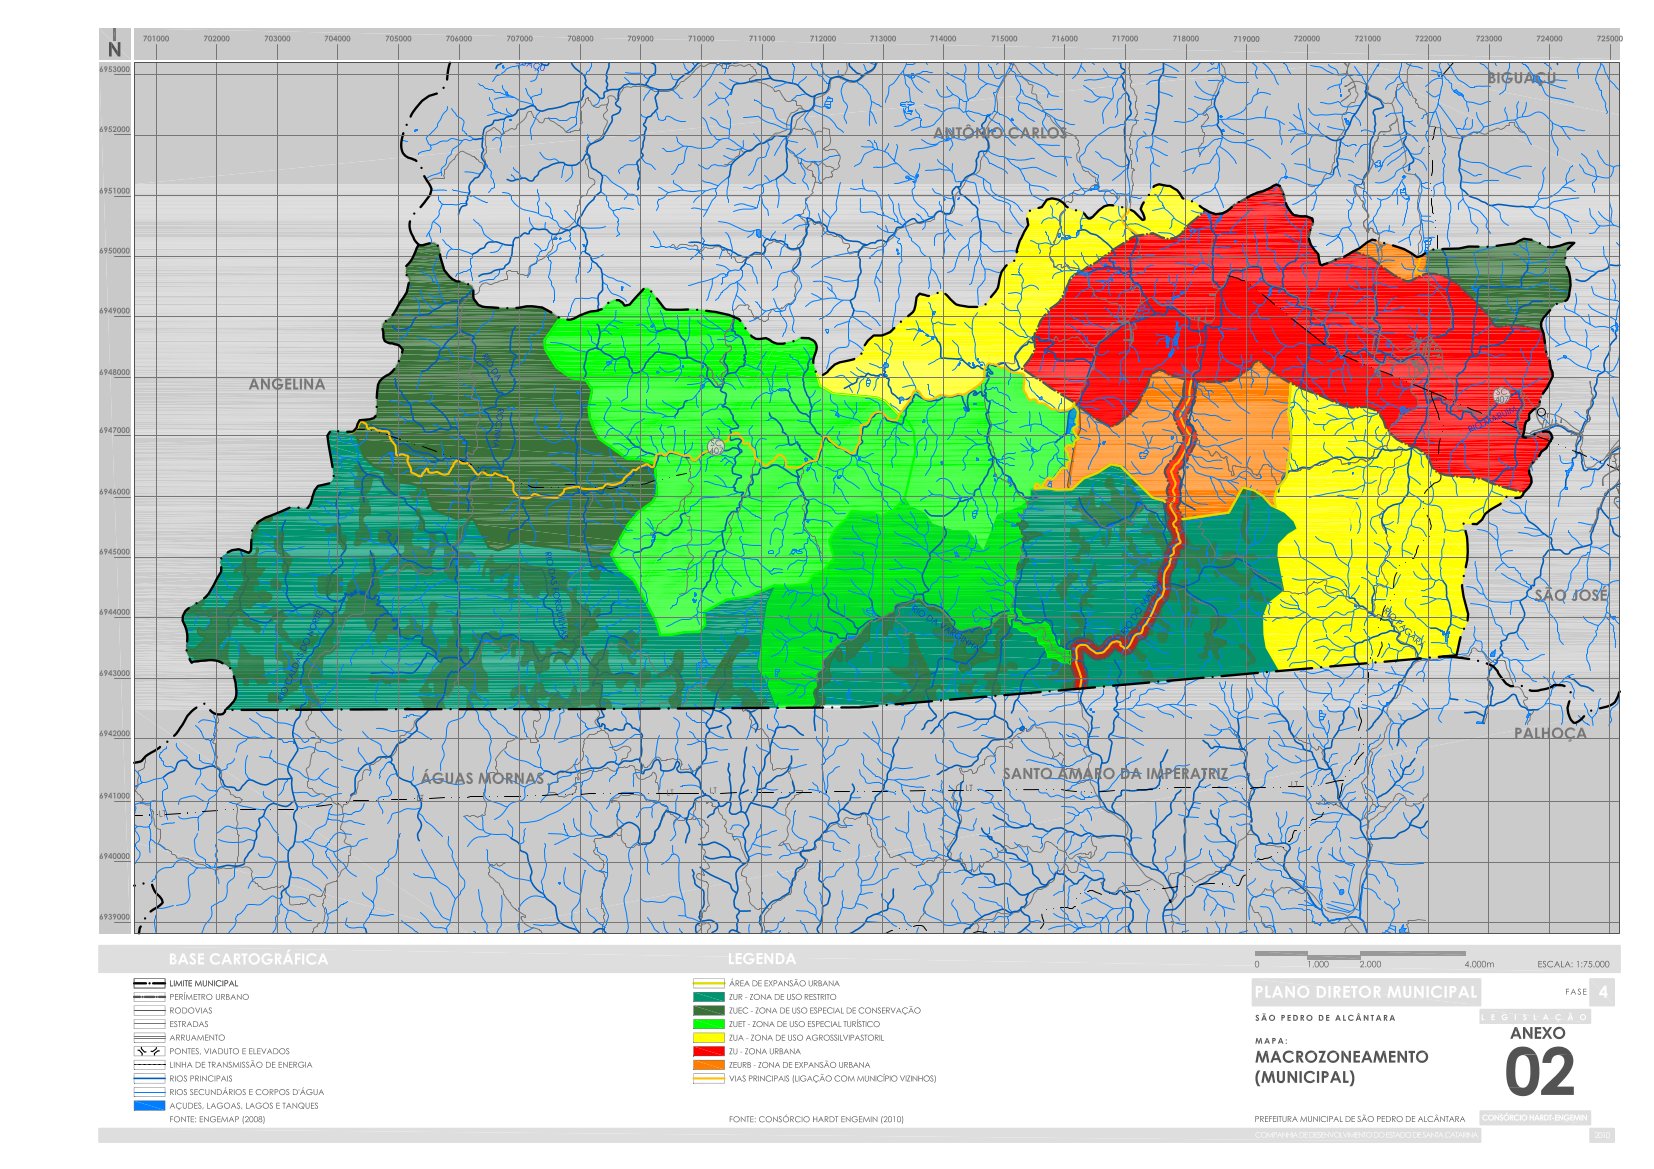 N
701000 702000 703000 704000 705000 706000 707000 708000 709000 710000 711000 712000 713000 714000 715000 716000 717000 718000 719000 720000 721000 722000 723000 724000 725000
6953000
BIGUAÇU
6952000
ANTÔNIO CARLOS
6951000
6950000
6949000
6948000
ANGELINA
SC
407
6947000
SC
402
6946000
6945000
6944000
SÃO JOSÉ
6943000
6942000
PALHOÇA
ÁGUAS MORNAS
SANTO AMARO DA IMPERATRIZ
LT
LT
LT
LT
6941000
6940000
6939000
BASE CARTOGRÁFICA
LIMITE MUNICIPAL
PERÍMETRO URBANO
RODOVIAS
ESTRADAS
ARRUAMENTO
PONTES, VIADUTO E ELEVADOS
LINHA DE TRANSMISSÃO DE ENERGIA
RIOS PRINCIPAIS
RIOS SECUNDÁRIOS E CORPOS D'ÁGUA
AÇUDES, LAGOAS, LAGOS E TANQUES
FONTE: ENGEMAP (2008)
LEGENDA
ÁREA DE EXPANSÃO URBANA
ZUR - ZONA DE USO RESTRITO
ZUEC - ZONA DE USO ESPECIAL DE CONSERVAÇÃO
ZUET - ZONA DE USO ESPECIAL TURÍSTICO
ZUA - ZONA DE USO AGROSSILVIPASTORIL
ZU - ZONA URBANA
ZEURB - ZONA DE EXPANSÃO URBANA
VIAS PRINCIPAIS (LIGAÇÃO COM MUNICÍPIO VIZINHOS)
FONTE: CONSÓRCIO HARDT ENGEMIN (2010)
0 1.000 2.000 4.000m
ESCALA: 1:75.000
PLANO DIRETOR MUNICIPAL
FASE 4
SÃO PEDRO DE ALCÂNTARA
LEGISLAÇÃO
MAPA:
MACROZONEAMENTO
(MUNICIPAL)
ANEXO
02
PREFEITURA MUNICIPAL DE SÃO PEDRO DE ALCÂNTARA
CONSÓRCIO HARDT-ENGEMIN
COMPANHIA DE DESENVOLVIMENTO DO ESTADO DE SANTA CATARINA
2010